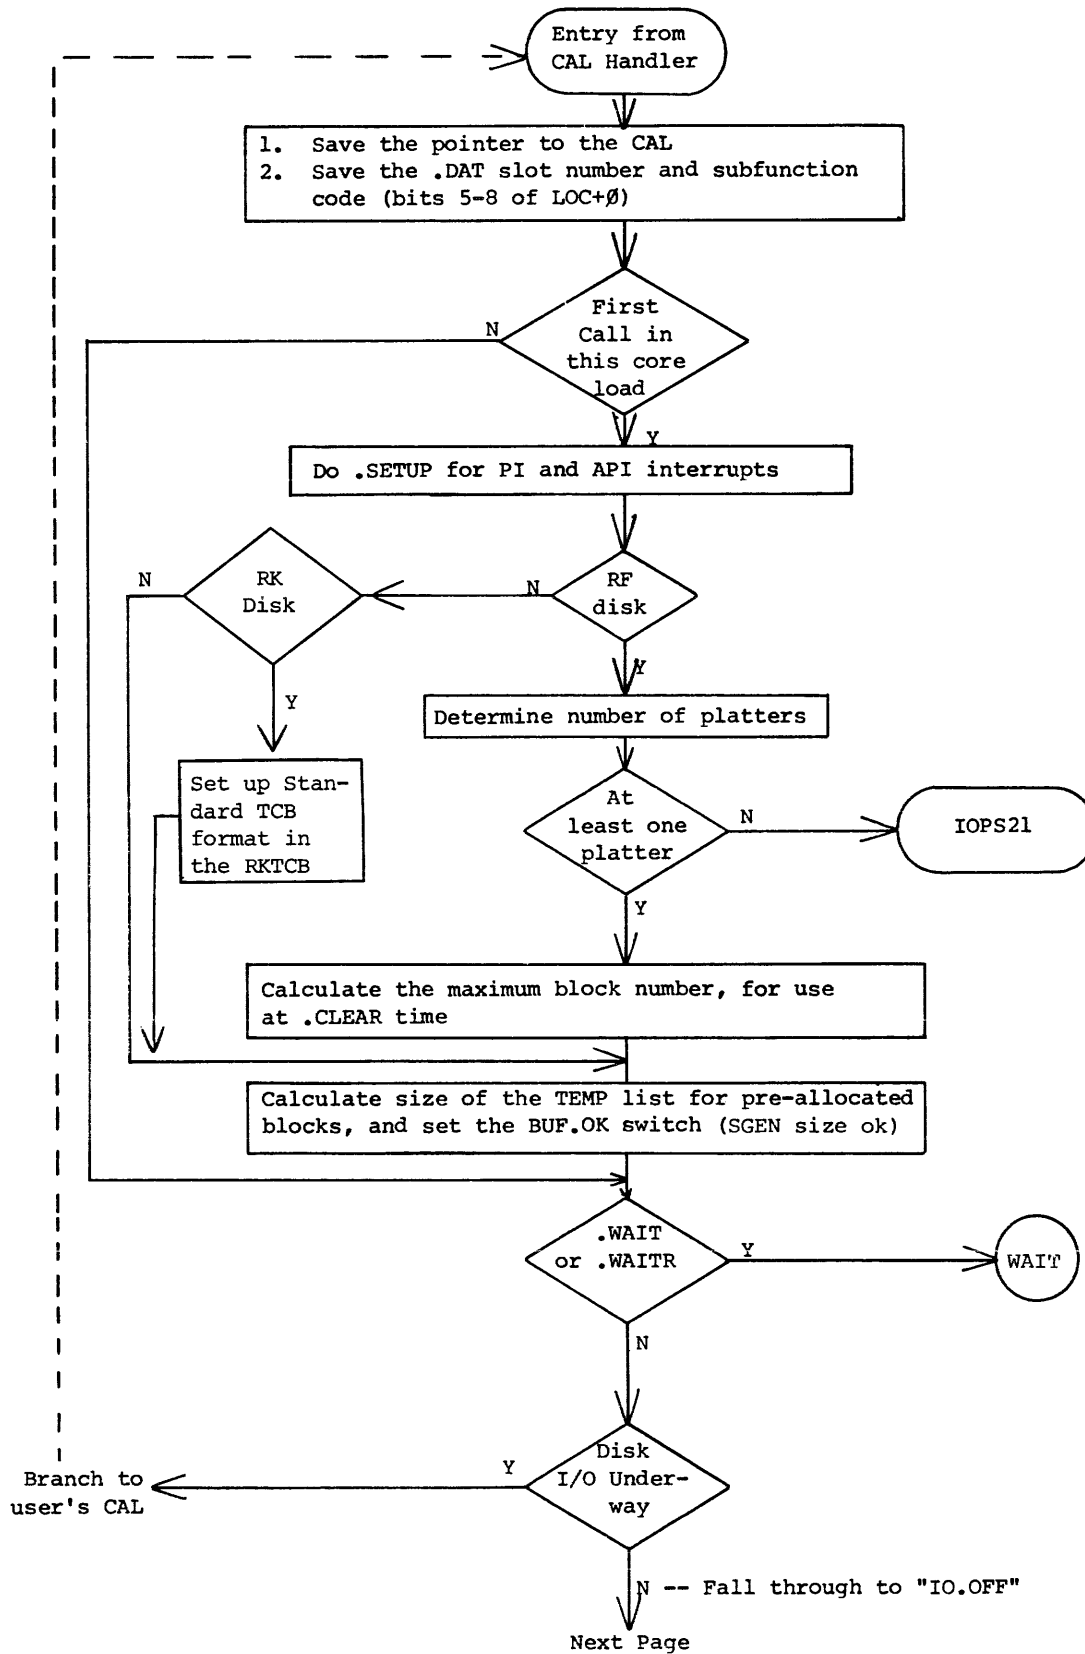 Entry from
CAL Handler
1. Save the pointer to the CAL
2. Save the .DAT slot number and subfunction
code (bits 5-8 of LOC+Ø)
First
Call in
this core
load
N
Y
Do .SETUP for PI and API interrupts
RF
disk
N
Y
RK
Disk
N
Y
Set up Stan-
dard TCB
format in
the RKTCB
Determine number of platters
At
least one
platter
N
IOPS21
Y
Calculate the maximum block number, for use
at .CLEAR time
Calculate size of the TEMP list for pre-allocated
blocks, and set the BUF.OK switch (SGEN size ok)
.WAIT
or .WAITR
Y
WAIT
N
Disk
I/O Under-
way
Y
Branch to
user's CAL
N -- Fall through to "IO.OFF"
Next Page